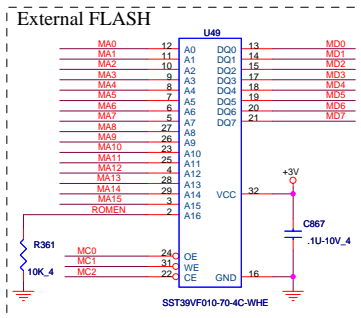 External FLASH
U49
MA0 12 A0 DQ0 13 MD0
MA1 11 A1 DQ1 14 MD1
MA2 10 A2 DQ2 15 MD2
MA3 9 A3 DQ3 17 MD3
MA4 8 A4 DQ4 18 MD4
MA5 7 A5 DQ5 19 MD5
MA6 6 A6 DQ6 20 MD6
MA7 5 A7 DQ7 21 MD7
MA8 27 A8
MA9 26 A9
MA10 23 A10
MA11 25 A11
MA12 4 A12
MA13 28 A13
MA14 29 A14
MA15 3 A15
ROMEN 2 A16
+3V
VCC 32
C867
.1U-10V_4
R361
10K_4
MC0 24 OE
MC1 31 WE
MC2 22 CE GND 16
SST39VF010-70-4C-WHE